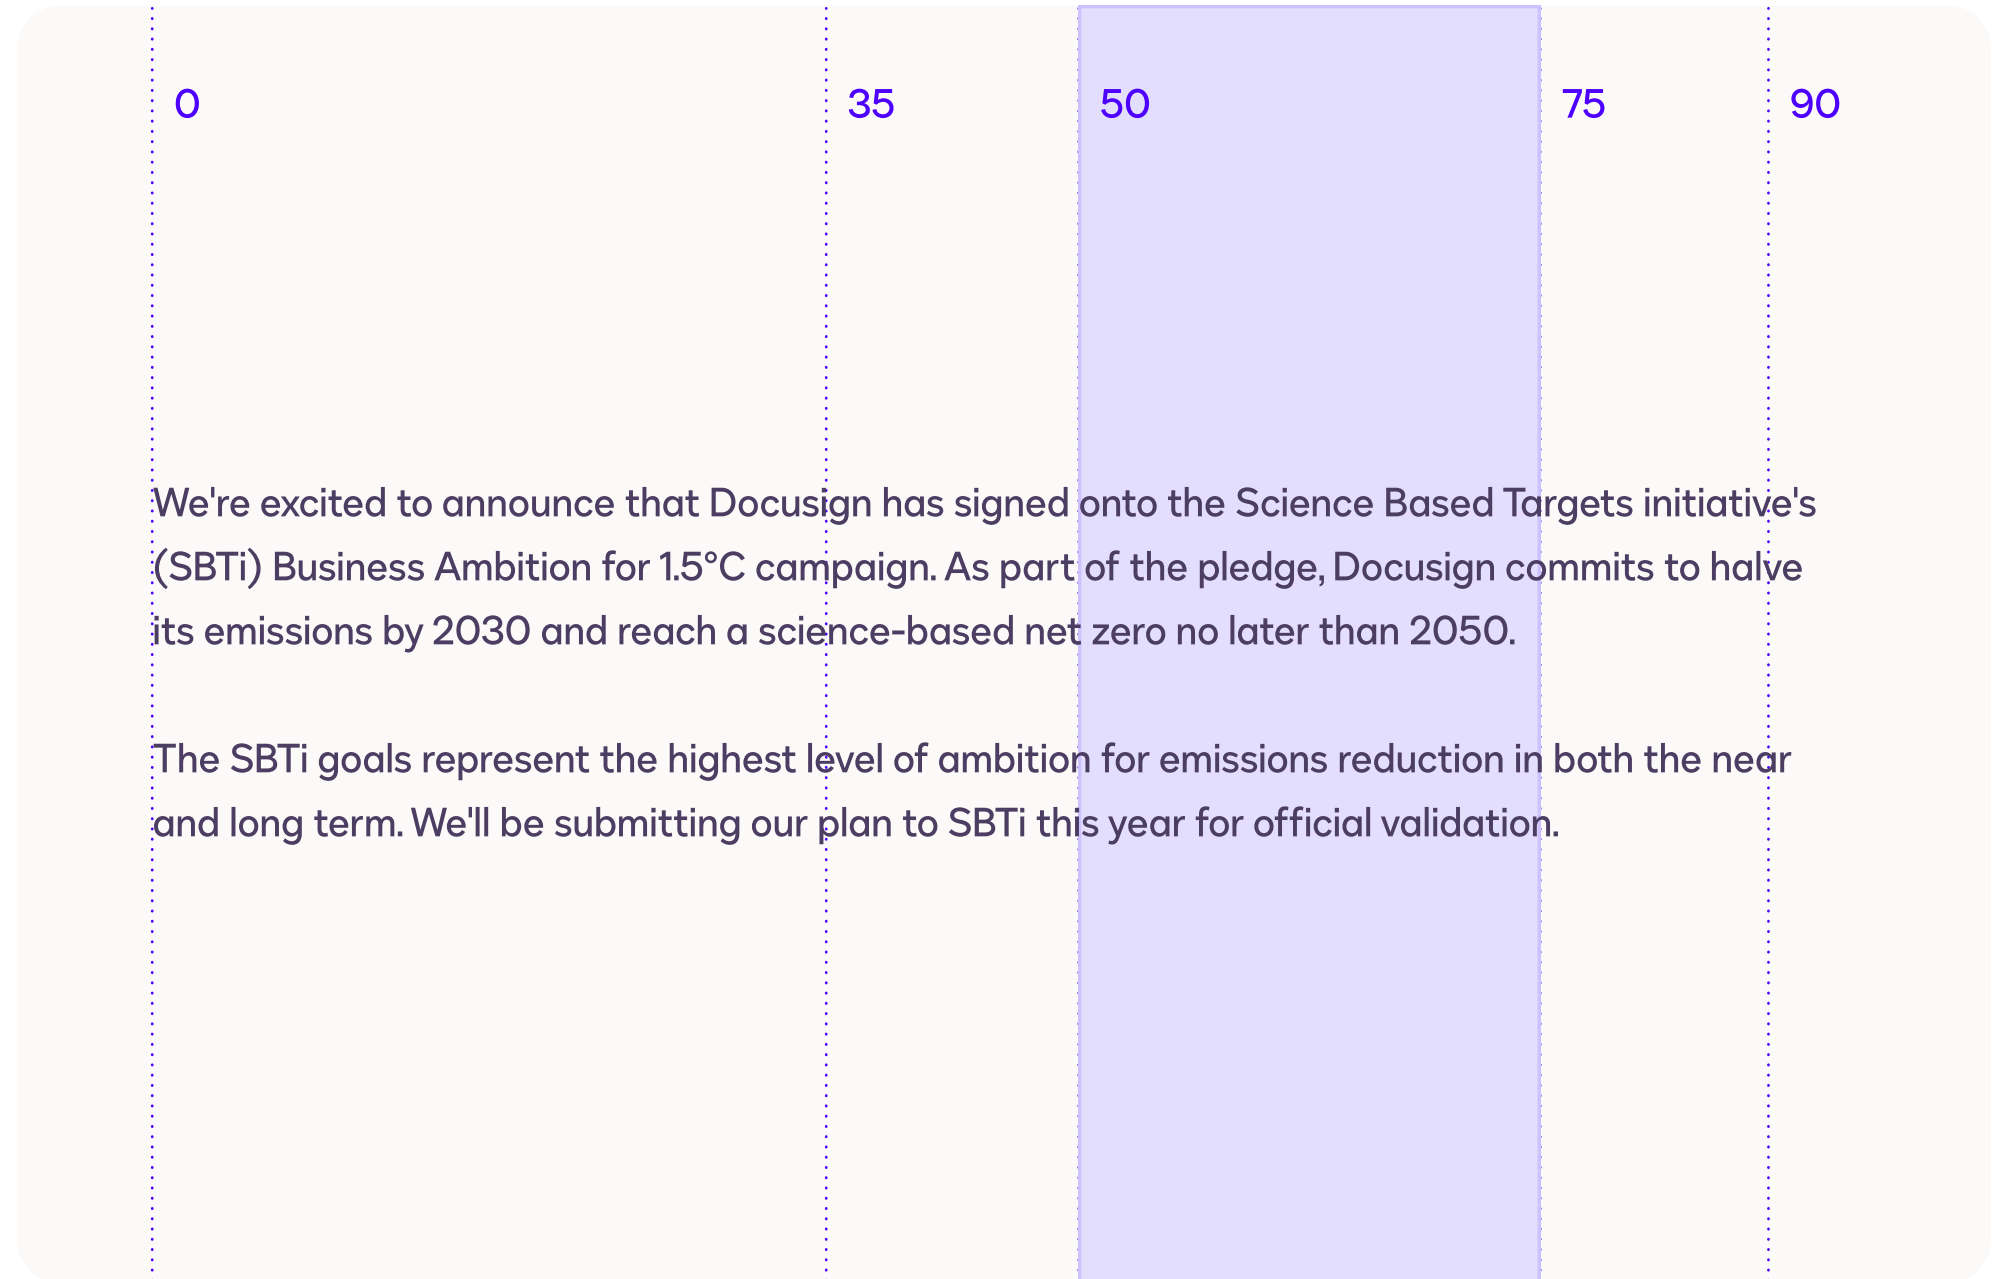 0 35 50 75 90
We're excited to announce that Docusign has signed onto the Science Based Targets initiative's
(SBTi) Business Ambition for 1.5°C campaign. As part of the pledge, Docusign commits to halve
its emissions by 2030 and reach a science-based net zero no later than 2050.
The SBTi goals represent the highest level of ambition for emissions reduction in both the near
and long term. We'll be submitting our plan to SBTi this year for official validation.